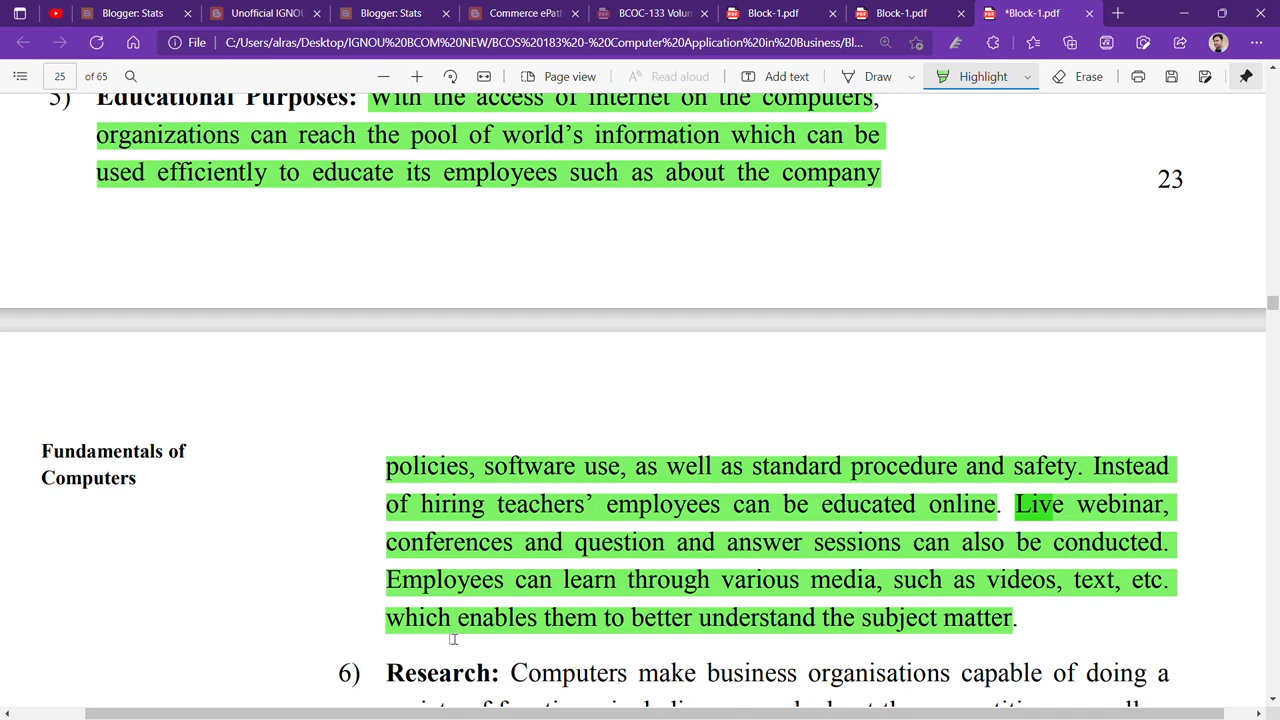 Blogger: Stats
Unofficial IGNOU
Blogger: Stats
Commerce ePath
BCOC-133 Volum
Block-1.pdf
Block-1.pdf
*Block-1.pdf
File
C:/Users/alras/Desktop/IGNOU%20BCOM%20NEW/BCOS%20183%20-%20Computer%20Application%20in%20Business/Bl...
25 of 65
Page view
Read aloud
Add text
Draw
Highlight
Erase
5) Educational Purposes: With the access of internet on the computers,
organizations can reach the pool of world's information which can be
used efficiently to educate its employees such as about the company
23
Fundamentals of
Computers
policies, software use, as well as standard procedure and safety. Instead
of hiring teachers' employees can be educated online. Live webinar,
conferences and question and answer sessions can also be conducted.
Employees can learn through various media, such as videos, text, etc.
which enables them to better understand the subject matter.
6) Research: Computers make business organisations capable of doing a